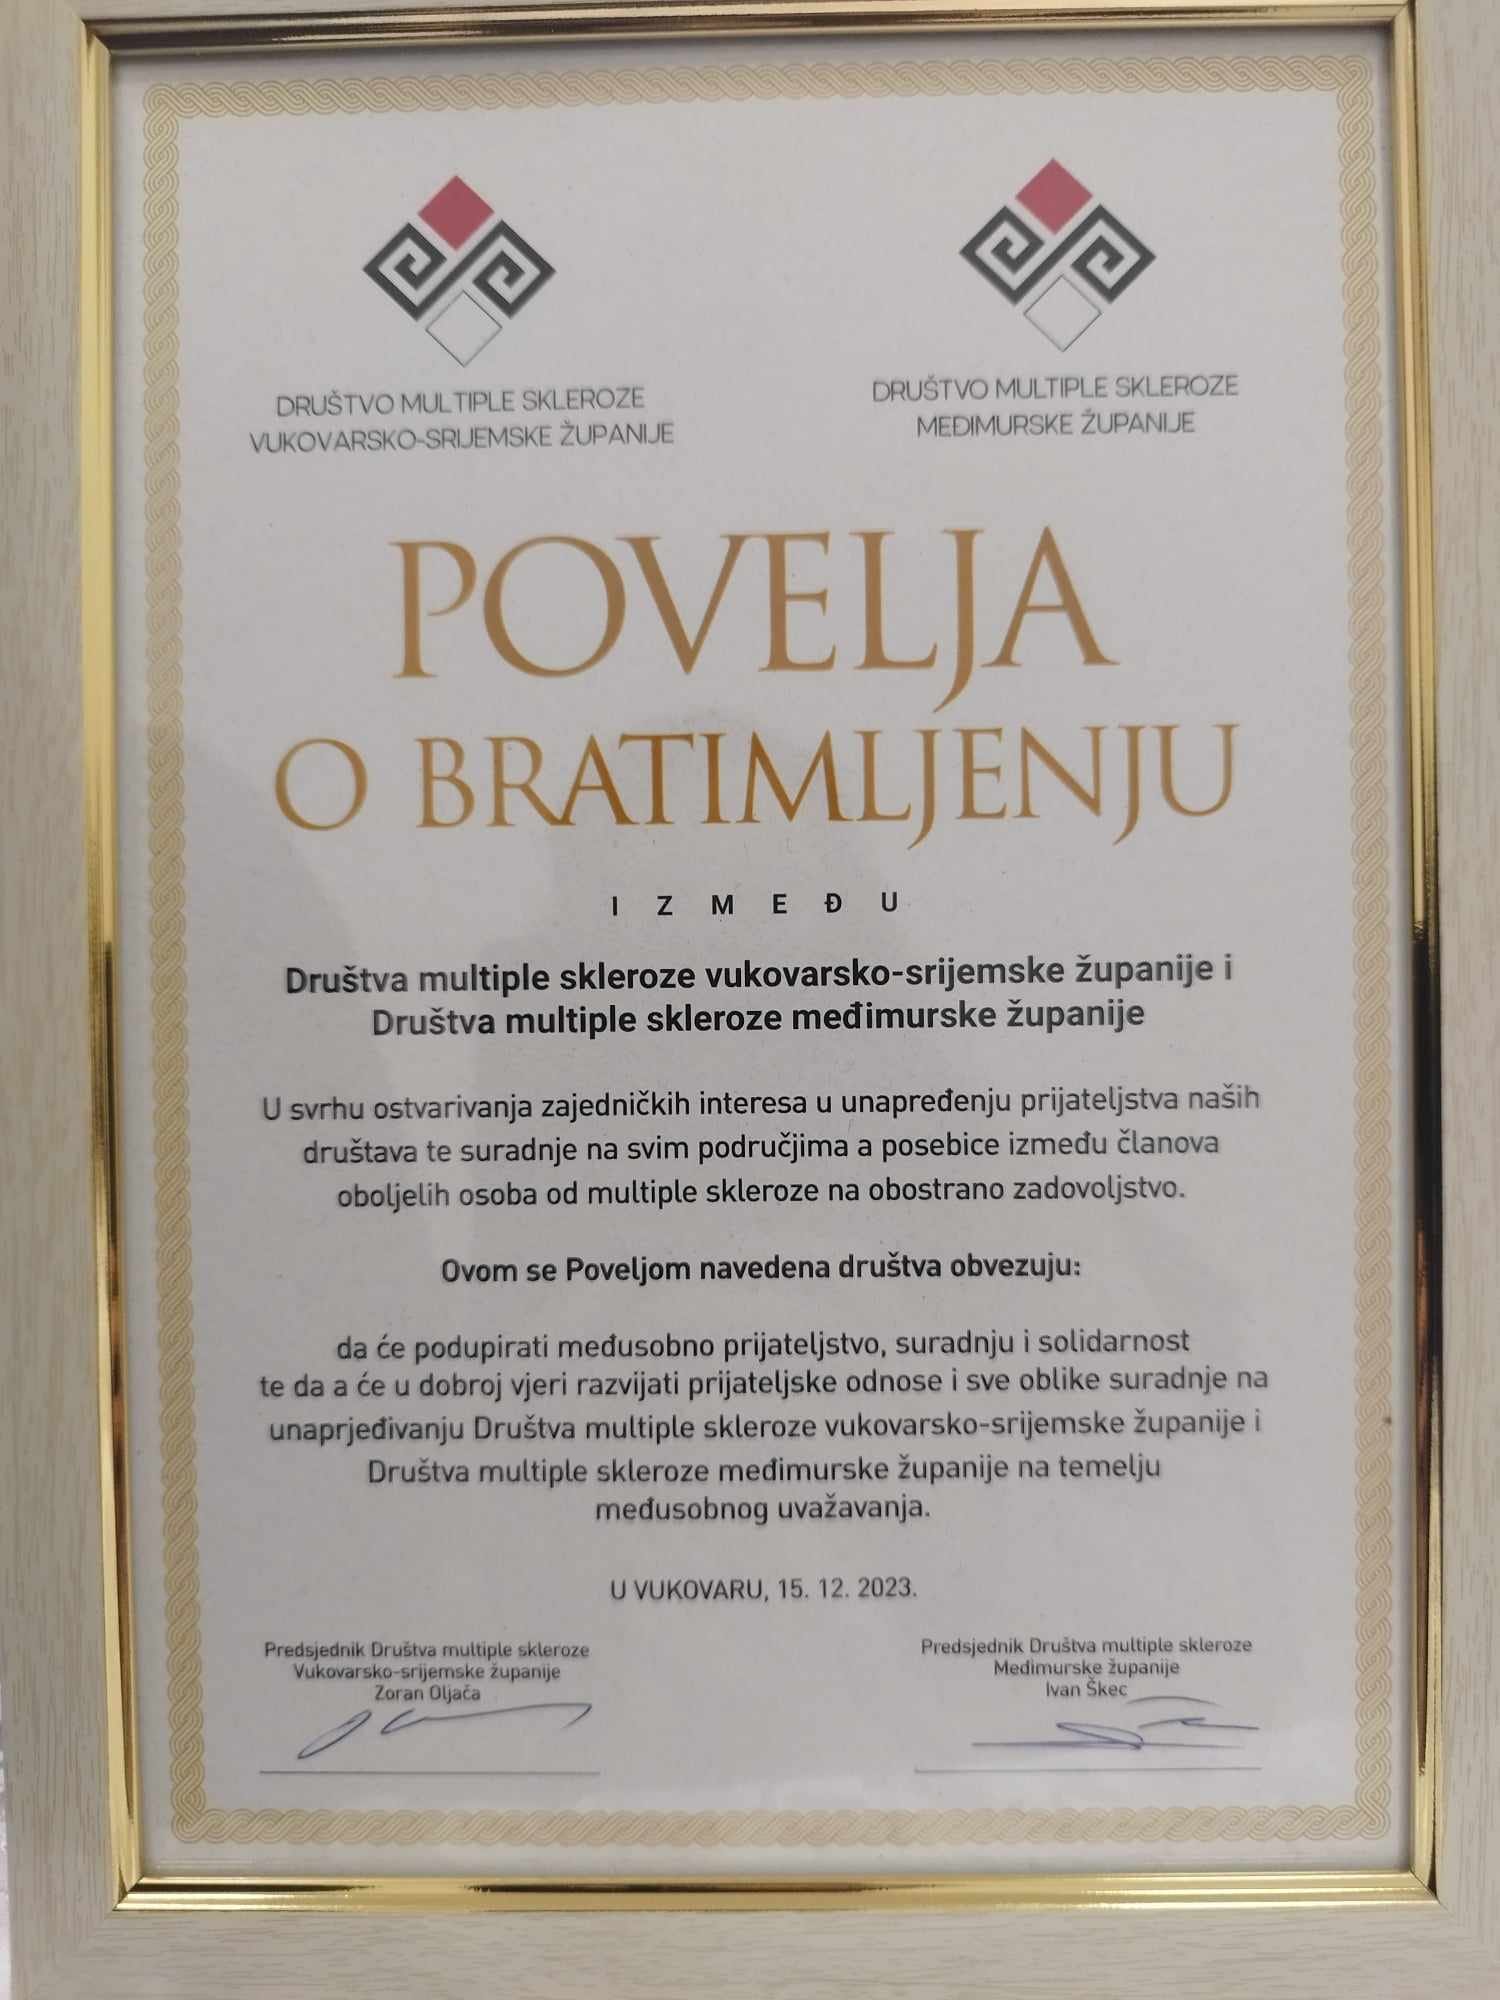 DRUŠTVO MULTIPLE SKLEROZE
VUKOVARSKO-SRIJEMSKE ŽUPANIJE
DRUŠTVO MULTIPLE SKLEROZE
MEĐIMURSKE ŽUPANIJE
POVELJA
O BRATIMLJENJU
IZMEĐU
Društva multiple skleroze vukovarsko-srijemske županije i
Društva multiple skleroze međimurske županije
U svrhu ostvarivanja zajedničkih interesa u unapređenju prijateljstva naših
društava te suradnje na svim područjima a posebice između članova
oboljelih osoba od multiple skleroze na obostrano zadovoljstvo.
Ovom se Poveljom navedena društva obvezuju:
da će podupirati međusobno prijateljstvo, suradnju i solidarnost
te da a će u dobroj vjeri razvijati prijateljske odnose i sve oblike suradnje na
unaprjeđivanju Društva multiple skleroze vukovarsko-srijemske županije i
Društva multiple skleroze međimurske županije na temelju
međusobnog uvažavanja.
U VUKOVARU, 15. 12. 2023.
Predsjednik Društva multiple skleroze
Vukovarsko-srijemske županije
Zoran Oljača
Predsjednik Društva multiple skleroze
Međimurske županije
Ivan Škec